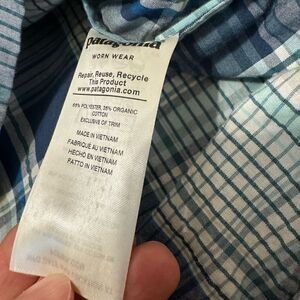 patagonia
WORN WEAR
Repair, Reuse, Recycle
This Product
www.patagonia.com
65% POLYESTER, 35% ORGANIC
COTTON
EXCLUSIVE OF TRIM
MADE IN VIETNAM
FABRIQUÉ AU VIETNAM
HECHO EN VIETNAM
FATTO IN VIETNAM